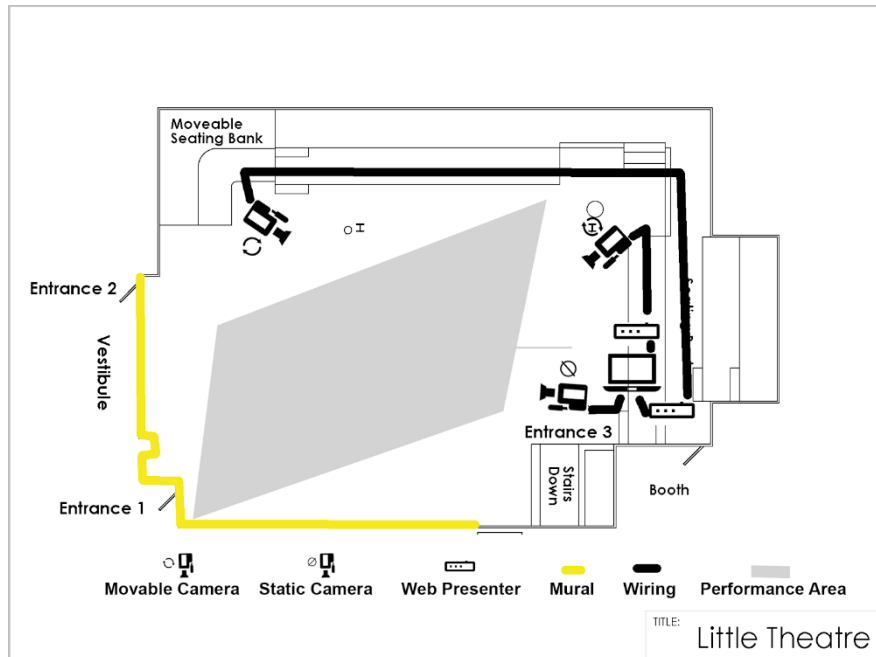 Moveable
Seating Bank
H
H
Entrance 2
Vestibule
Entrance 3
Entrance 1
Stairs
Down
Booth
Movable Camera
Static Camera
Web Presenter
Mural
Wiring
Performance Area
TITLE:
Little Theatre